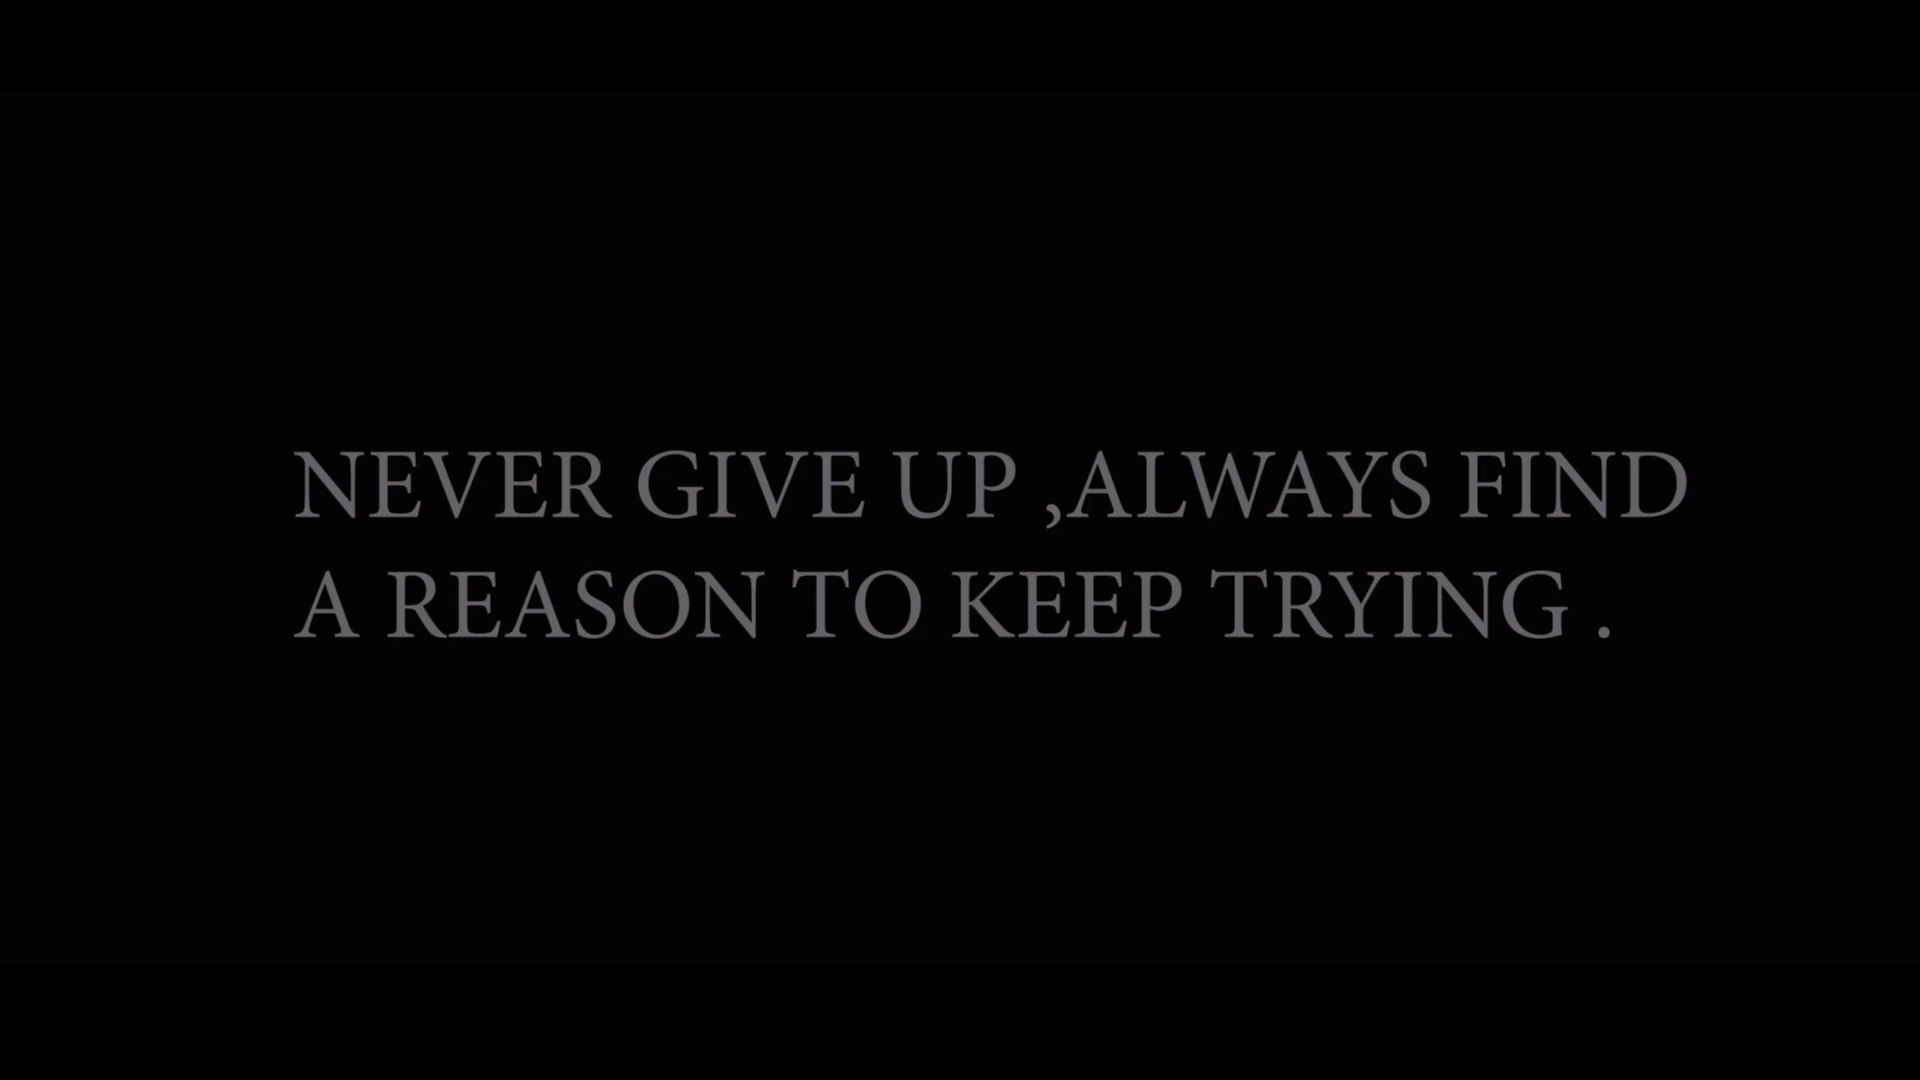 NEVER GIVE UP ,ALWAYS FIND
A REASON TO KEEP TRYING .